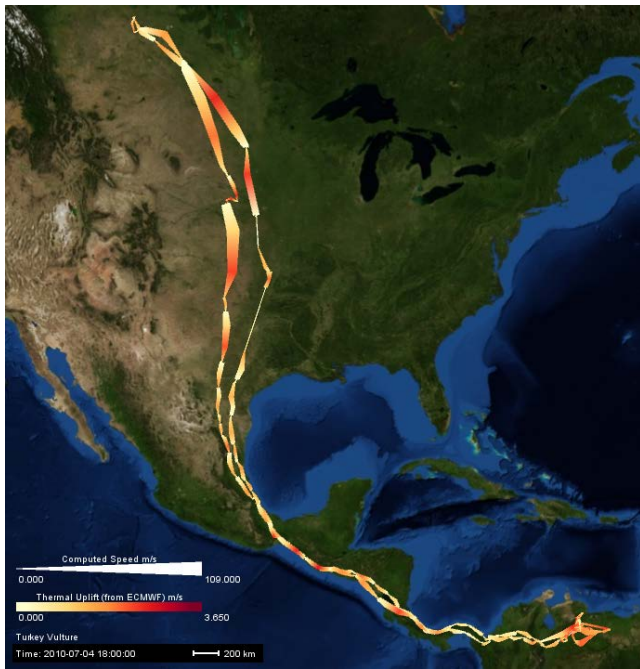 Computed Speed m/s
0.000 109.000
Thermal Uplift (from ECMWF) m/s
0.000 3.650
Turkey Vulture
Time: 2010-07-04 18:00:00 200 km